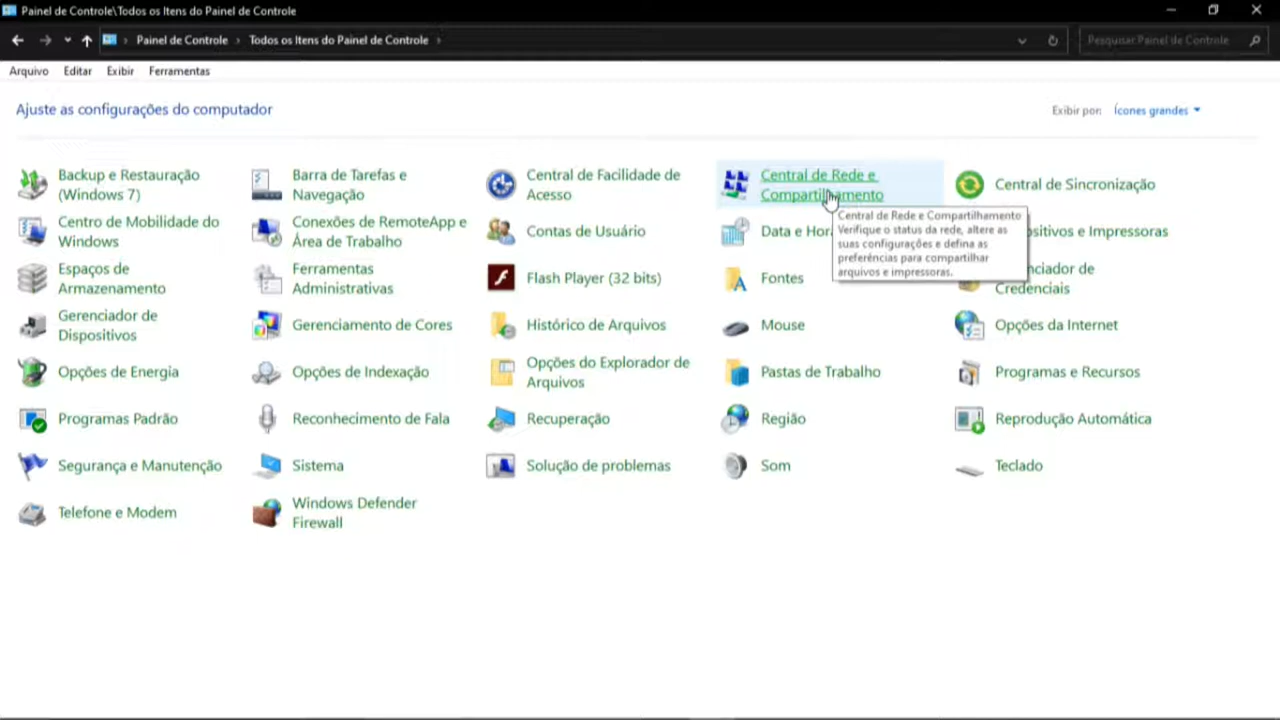 Painel de Controle\Todos os Itens do Painel de Controle
Painel de Controle › Todos os Itens do Painel de Controle ›
Pesquisar Painel de Controle
Arquivo Editar Exibir Ferramentas
Ajuste as configurações do computador
Exibir por: Ícones grandes
Backup e Restauração
(Windows 7)
Barra de Tarefas e
Navegação
Central de Facilidade de
Acesso
Central de Rede e
Compartilhamento
Central de Sincronização
Centro de Mobilidade do
Windows
Conexões de RemoteApp e
Área de Trabalho
Contas de Usuário
Data e Hor
ositivos e Impressoras
Central de Rede e Compartilhamento
Verifique o status da rede, altere as
suas configurações e defina as
preferências para compartilhar
arquivos e impressoras.
Espaços de
Armazenamento
Ferramentas
Administrativas
Flash Player (32 bits)
Fontes
nciador de
Credenciais
Gerenciador de
Dispositivos
Gerenciamento de Cores
Histórico de Arquivos
Mouse
Opções da Internet
Opções de Energia
Opções de Indexação
Opções do Explorador de
Arquivos
Pastas de Trabalho
Programas e Recursos
Programas Padrão
Reconhecimento de Fala
Recuperação
Região
Reprodução Automática
Segurança e Manutenção
Sistema
Solução de problemas
Som
Teclado
Telefone e Modem
Windows Defender
Firewall